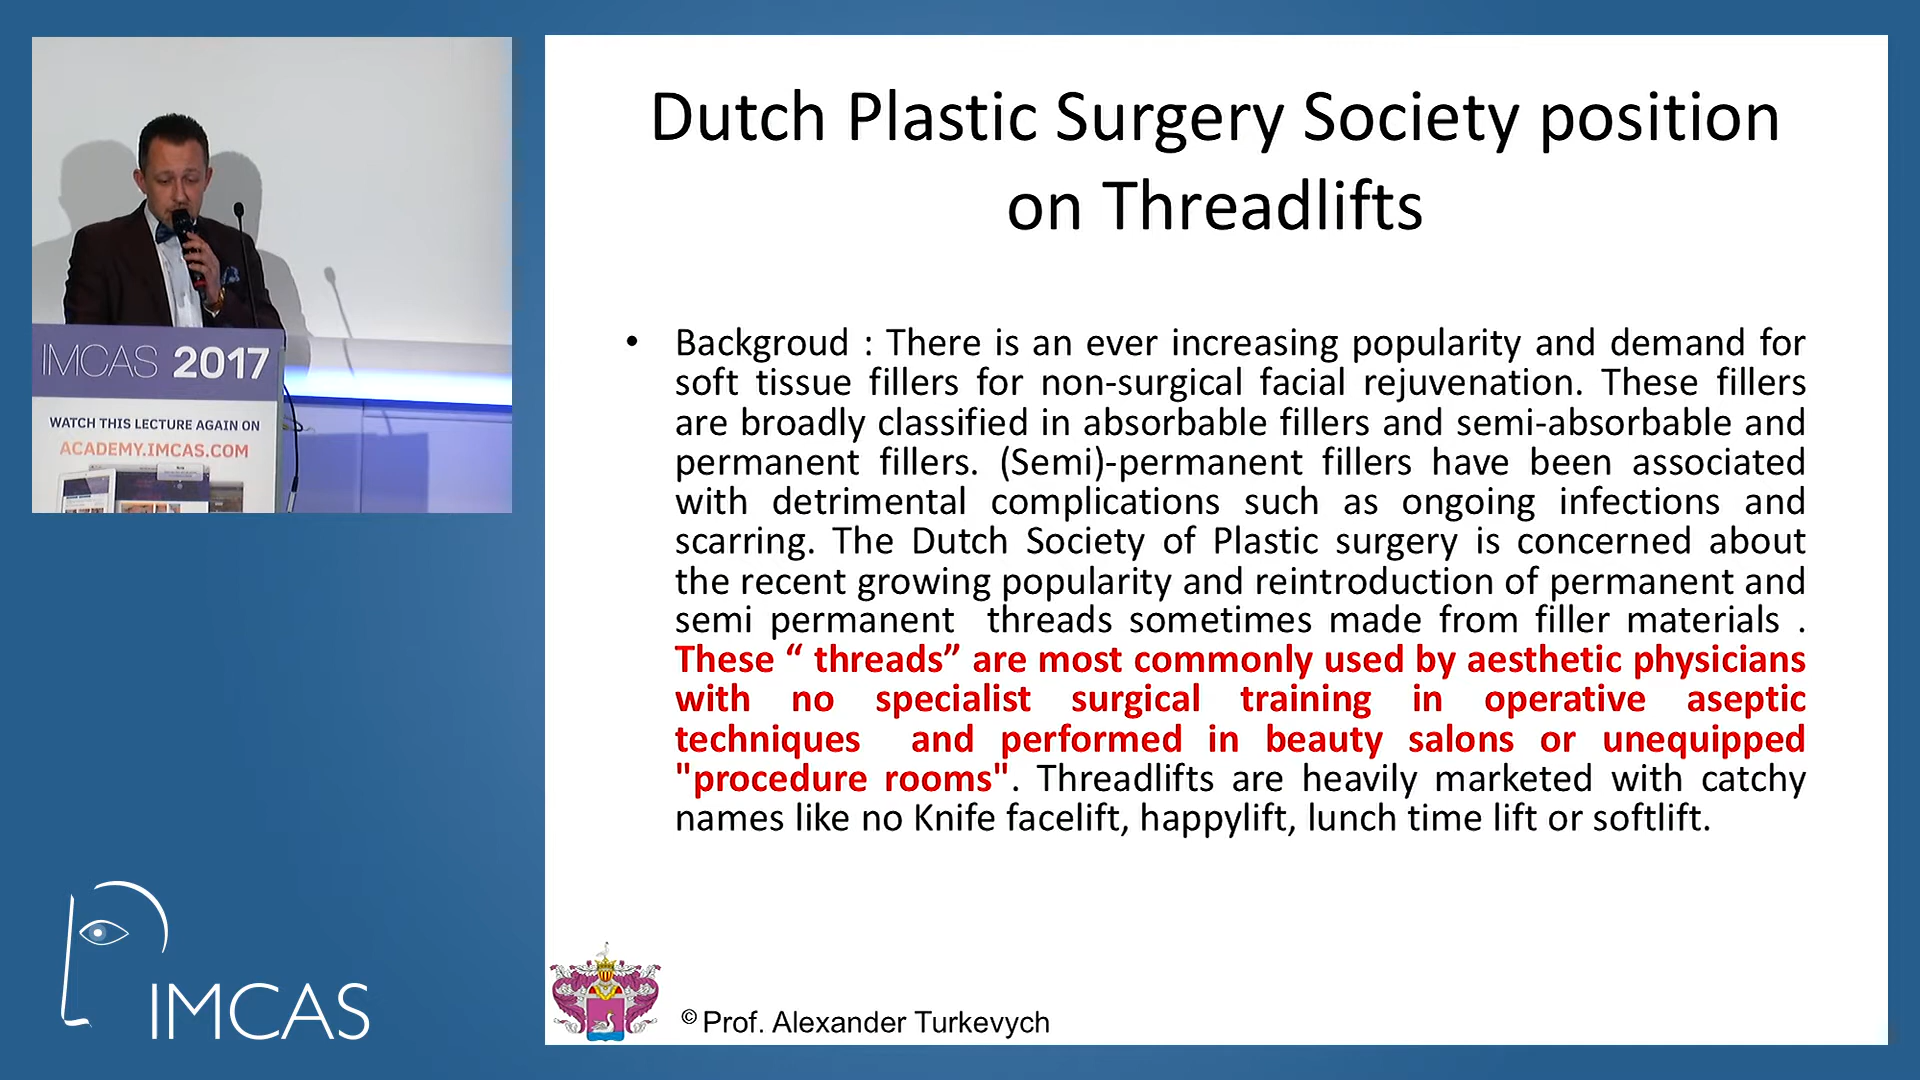 IMCAS 2017
WATCH THIS LECTURE AGAIN ON
ACADEMY.IMCAS.COM
IMCAS
Dutch Plastic Surgery Society position
on Threadlifts
• Backgroud : There is an ever increasing popularity and demand for
soft tissue fillers for non-surgical facial rejuvenation. These fillers
are broadly classified in absorbable fillers and semi-absorbable and
permanent fillers. (Semi)-permanent fillers have been associated
with detrimental complications such as ongoing infections and
scarring. The Dutch Society of Plastic surgery is concerned about
the recent growing popularity and reintroduction of permanent and
semi permanent threads sometimes made from filler materials .
These “ threads” are most commonly used by aesthetic physicians
with no specialist surgical training in operative aseptic
techniques and performed in beauty salons or unequipped
"procedure rooms". Threadlifts are heavily marketed with catchy
names like no Knife facelift, happylift, lunch time lift or softlift.
© Prof. Alexander Turkevych